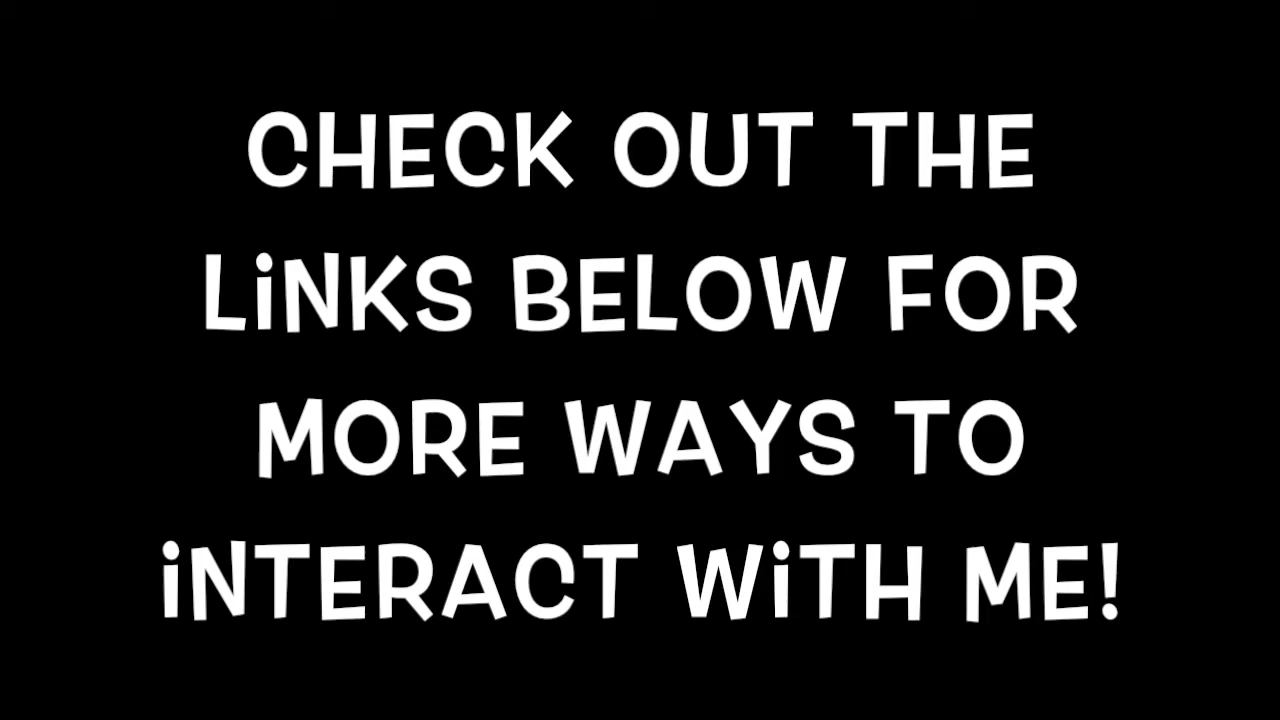 CHECK OUT THE
LiNKS BELOW FOR
MORE WAYS TO
iNTERACT WiTH ME!